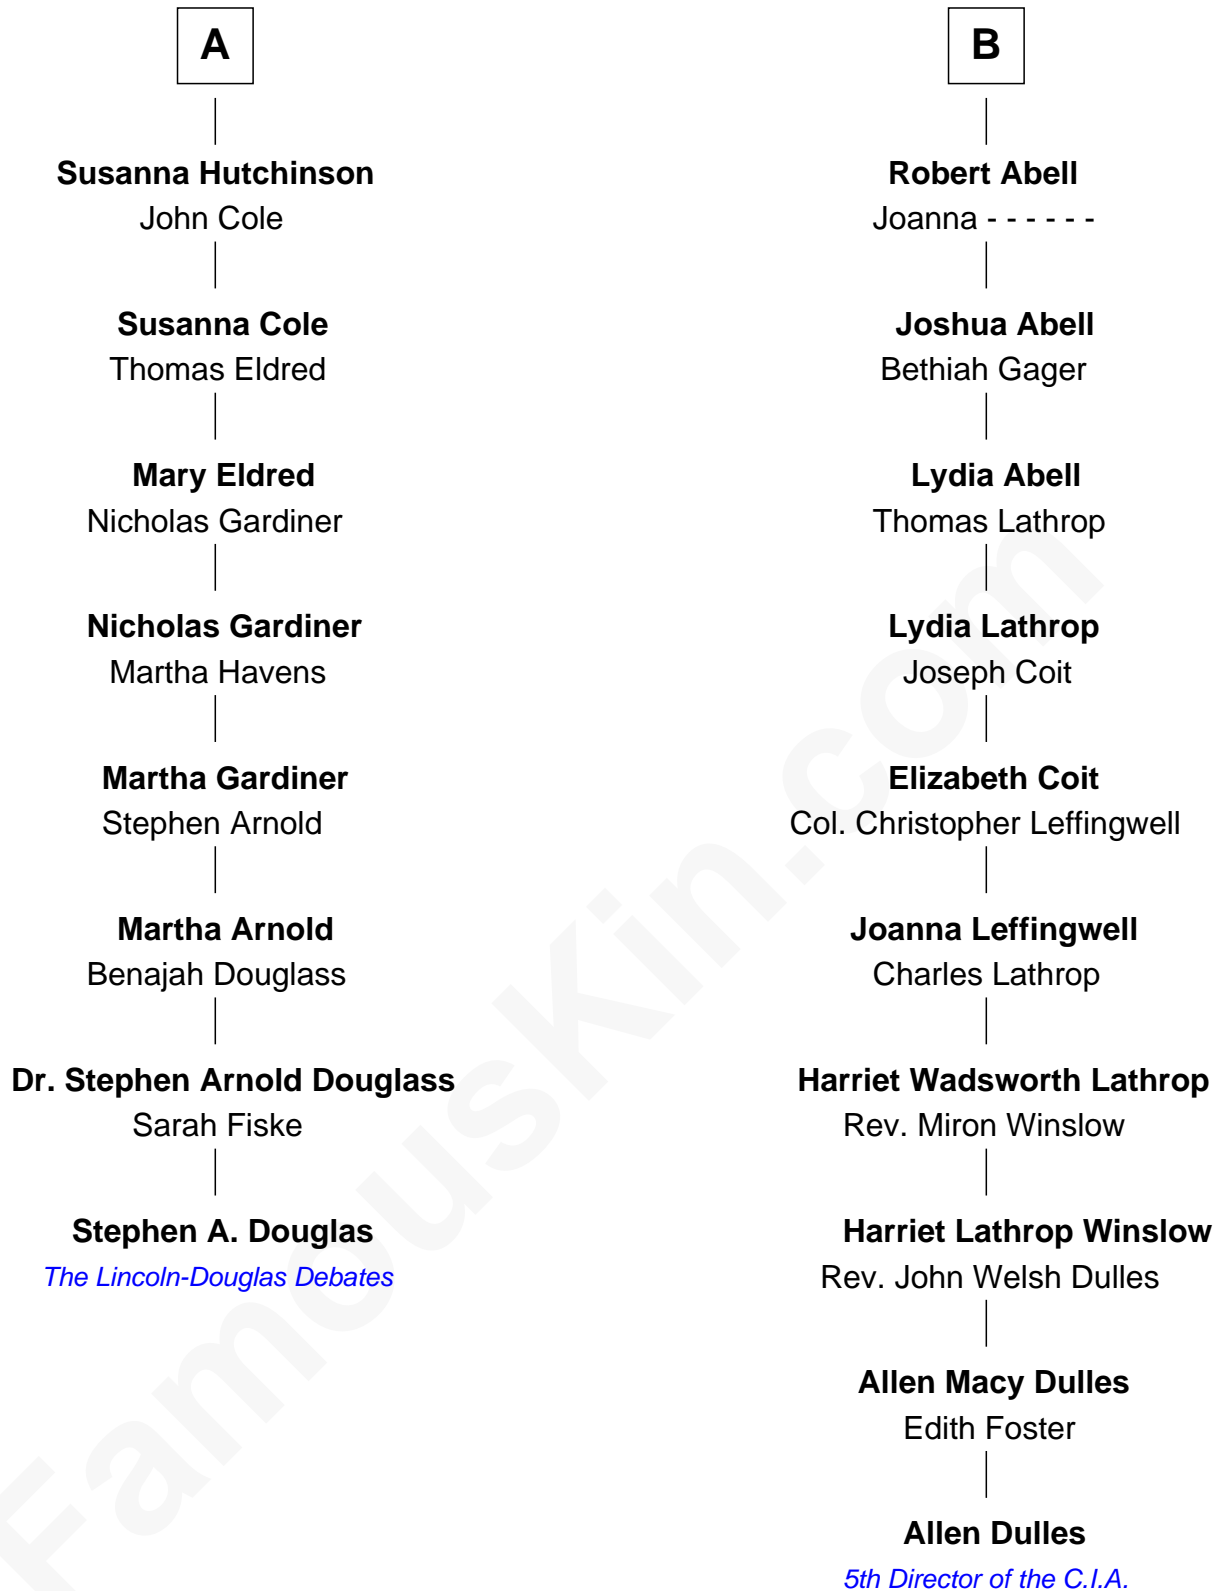 A
Susanna Hutchinson
John Cole
Susanna Cole
Thomas Eldred
Mary Eldred
Nicholas Gardiner
Nicholas Gardiner
Martha Havens
Martha Gardiner
Stephen Arnold
Martha Arnold
Benajah Douglass
Dr. Stephen Arnold Douglass
Sarah Fiske
Stephen A. Douglas
The Lincoln-Douglas Debates
B
Robert Abell
Joanna - - - - - -
Joshua Abell
Bethiah Gager
Lydia Abell
Thomas Lathrop
Lydia Lathrop
Joseph Coit
Elizabeth Coit
Col. Christopher Leffingwell
Joanna Leffingwell
Charles Lathrop
Harriet Wadsworth Lathrop
Rev. Miron Winslow
Harriet Lathrop Winslow
Rev. John Welsh Dulles
Allen Macy Dulles
Edith Foster
Allen Dulles
5th Director of the C.I.A.
FamousKin.com